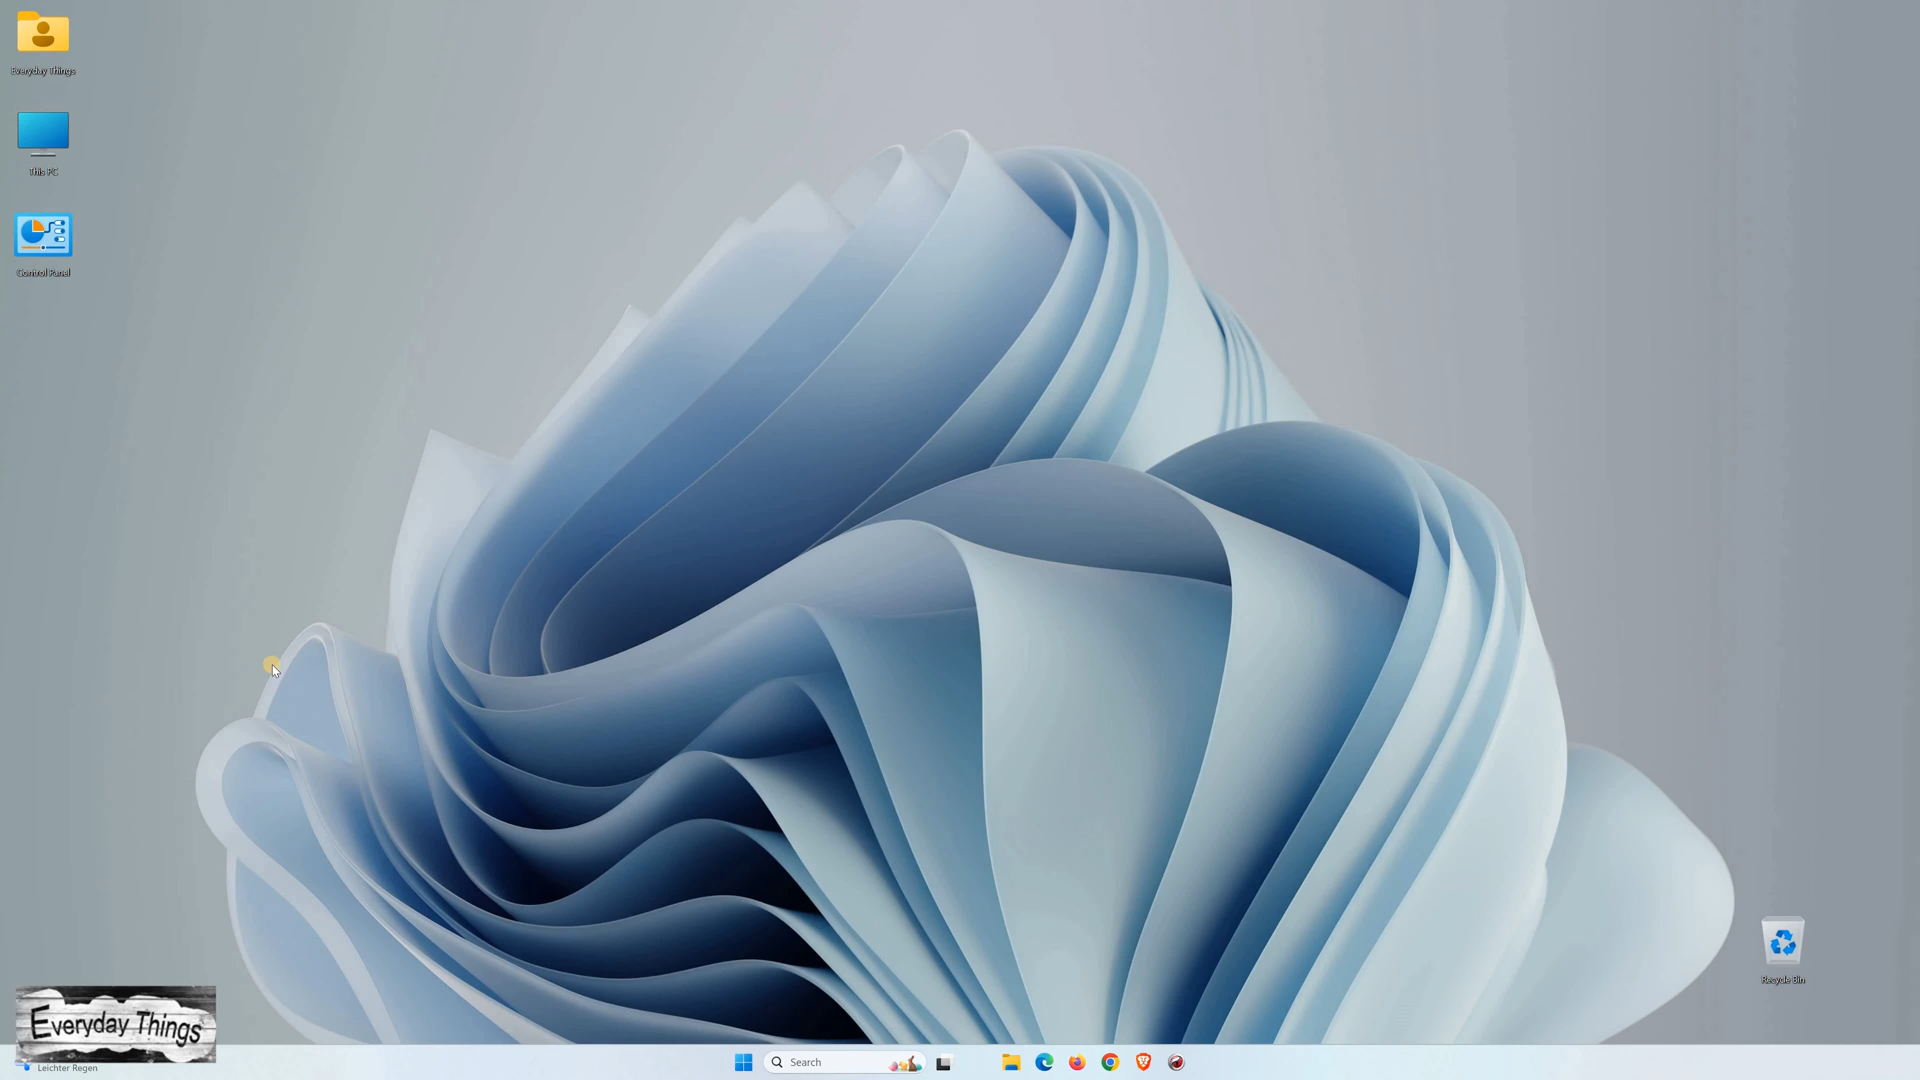 Everyday Things
This PC
Control Panel
Recycle Bin
Everyday Things
Leichter Regen
Search